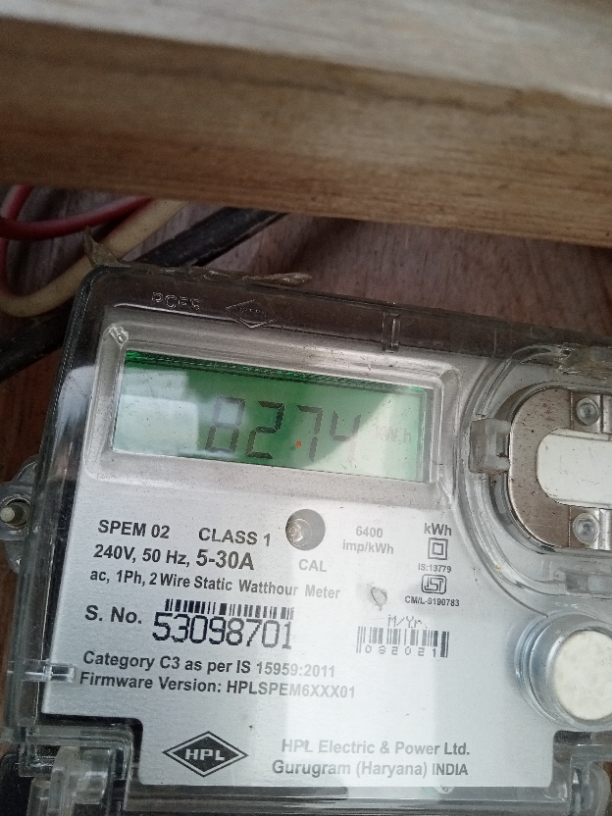 8274 kWh
SPEM 02 CLASS 1
240V, 50 Hz, 5-30A
CAL
6400
imp/kWh
kWh
IS:13779
CM/L-9190783
ac, 1Ph, 2 Wire Static Watthour Meter
S. No. 53098701
M/Yr.
092021
Category C3 as per IS 15959:2011
Firmware Version: HPLSPEM6XXX01
HPL
HPL Electric & Power Ltd.
Gurugram (Haryana) INDIA